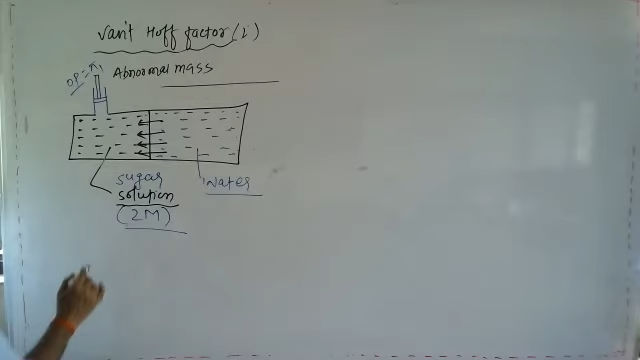 Van't Hoff factor (i)
Abnormal mass
OP
sugar
solution
(2M)
water